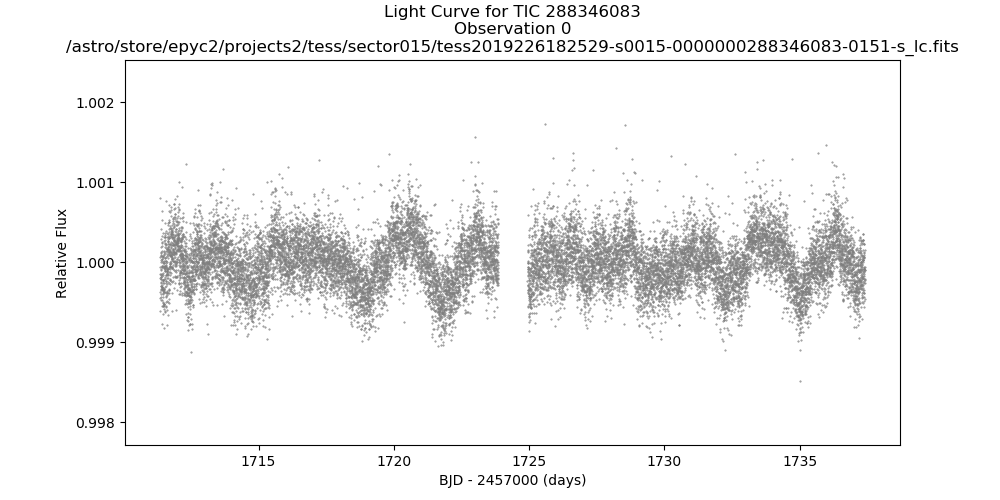 Light Curve for TIC 288346083
Observation 0
/astro/store/epyc2/projects2/tess/sector015/tess2019226182529-s0015-0000000288346083-0151-s_lc.fits
1.002
1.001
1.000
0.999
0.998
Relative Flux
1715
1720
1725
1730
1735
BJD - 2457000 (days)